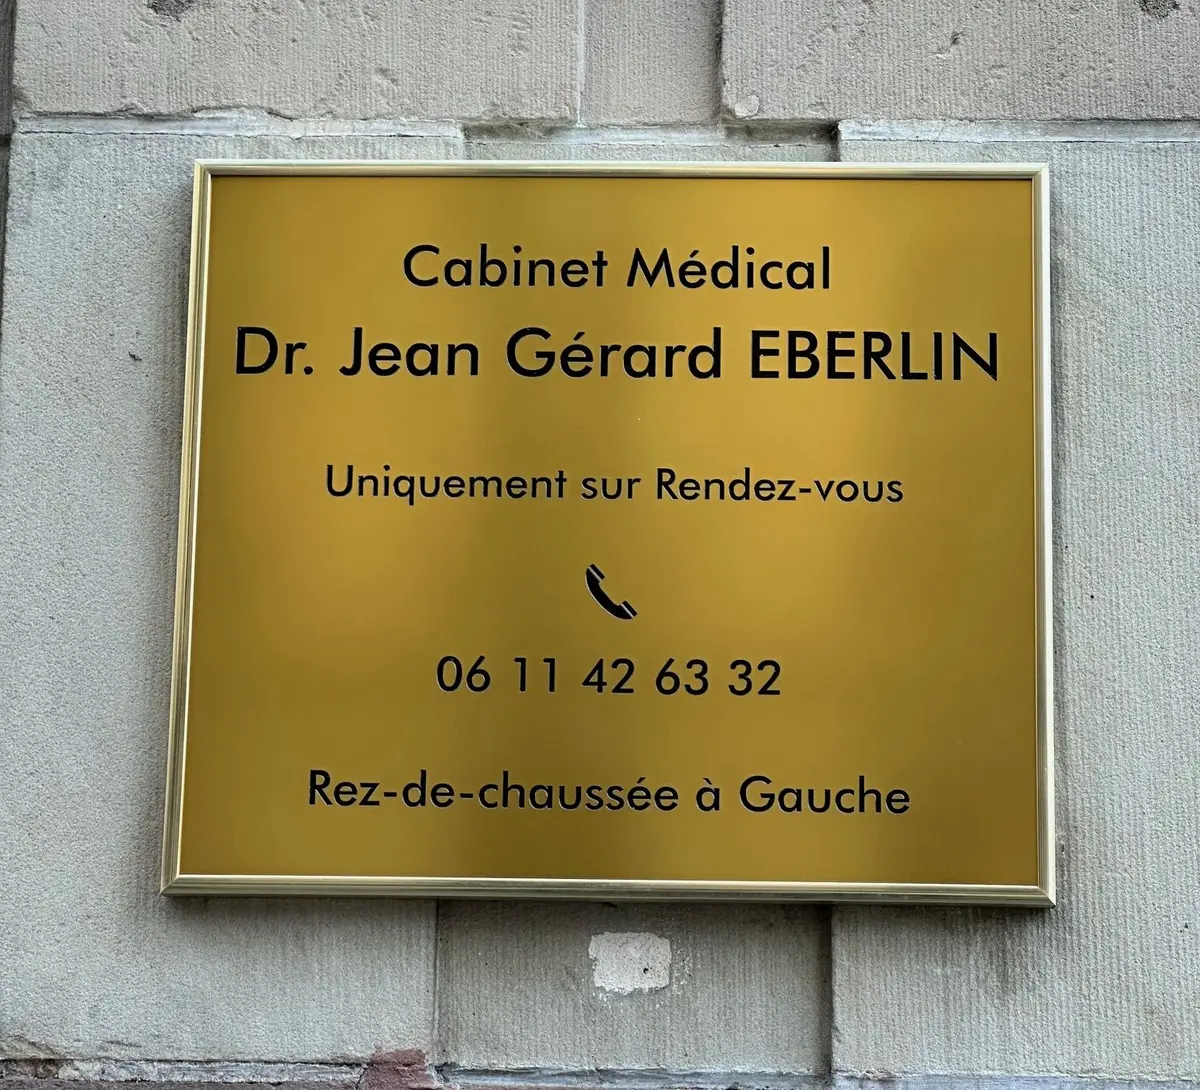 Cabinet Médical
Dr. Jean Gérard EBERLIN
Uniquement sur Rendez-vous
06 11 42 63 32
Rez-de-chaussée à Gauche